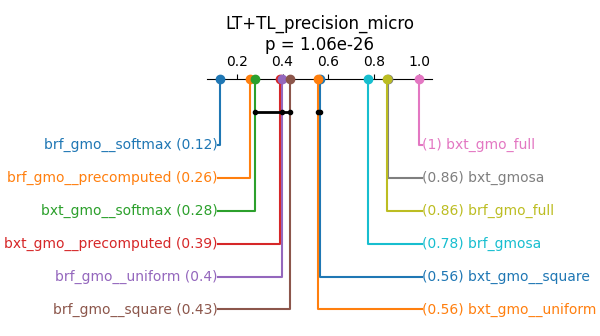 LT+TL_precision_micro
p = 1.06e-26
0.2 0.4 0.6 0.8 1.0
brf_gmo__softmax (0.12)
(1) bxt_gmo_full
brf_gmo__precomputed (0.26)
(0.86) bxt_gmosa
bxt_gmo__softmax (0.28)
(0.86) brf_gmo_full
bxt_gmo__precomputed (0.39)
(0.78) brf_gmosa
brf_gmo__uniform (0.4)
(0.56) bxt_gmo__square
brf_gmo__square (0.43)
(0.56) bxt_gmo__uniform